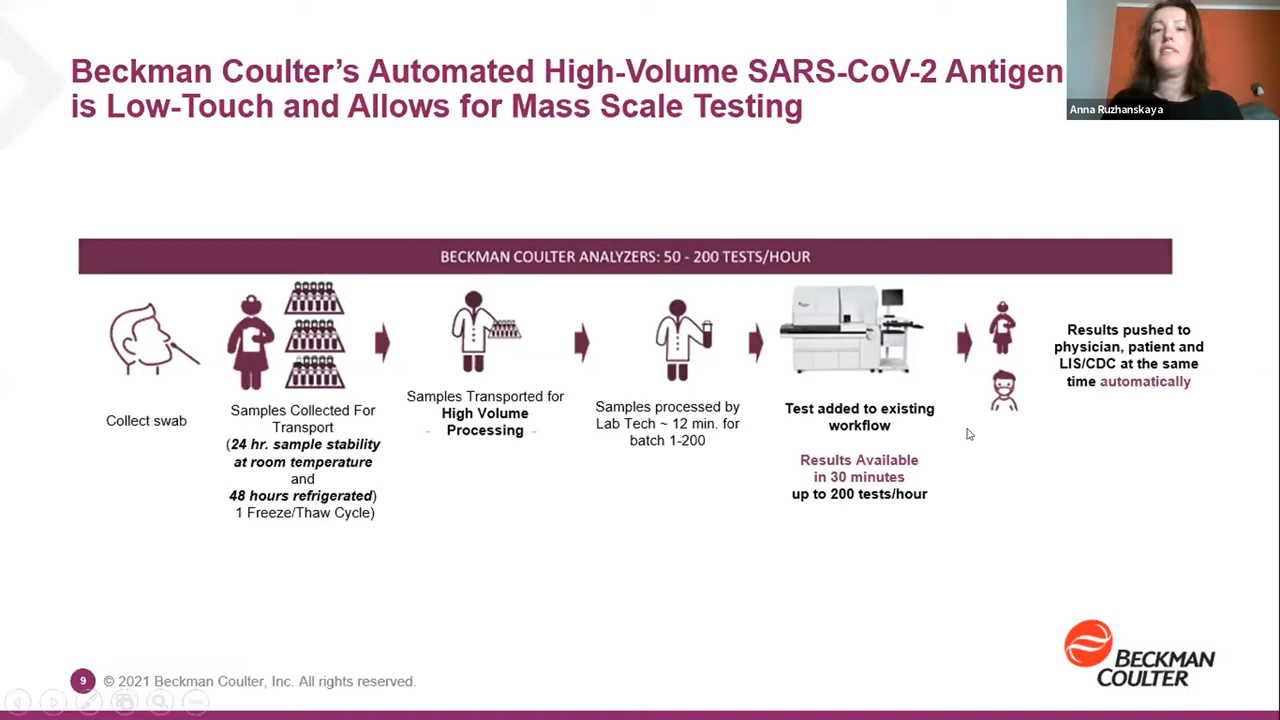 Beckman Coulter's Automated High-Volume SARS-CoV-2 Antigen
is Low-Touch and Allows for Mass Scale Testing
Anna Ruzhanskaya
BECKMAN COULTER ANALYZERS: 50 - 200 TESTS/HOUR
Collect swab
Samples Collected For
Transport
(24 hr. sample stability
at room temperature
and
48 hours refrigerated)
1 Freeze/Thaw Cycle)
Samples Transported for
High Volume
Processing
Samples processed by
Lab Tech ~ 12 min. for
batch 1-200
Test added to existing
workflow
Results Available
in 30 minutes
up to 200 tests/hour
Results pushed to
physician, patient and
LIS/CDC at the same
time automatically
9
© 2021 Beckman Coulter, Inc. All rights reserved.
BECKMAN
COULTER